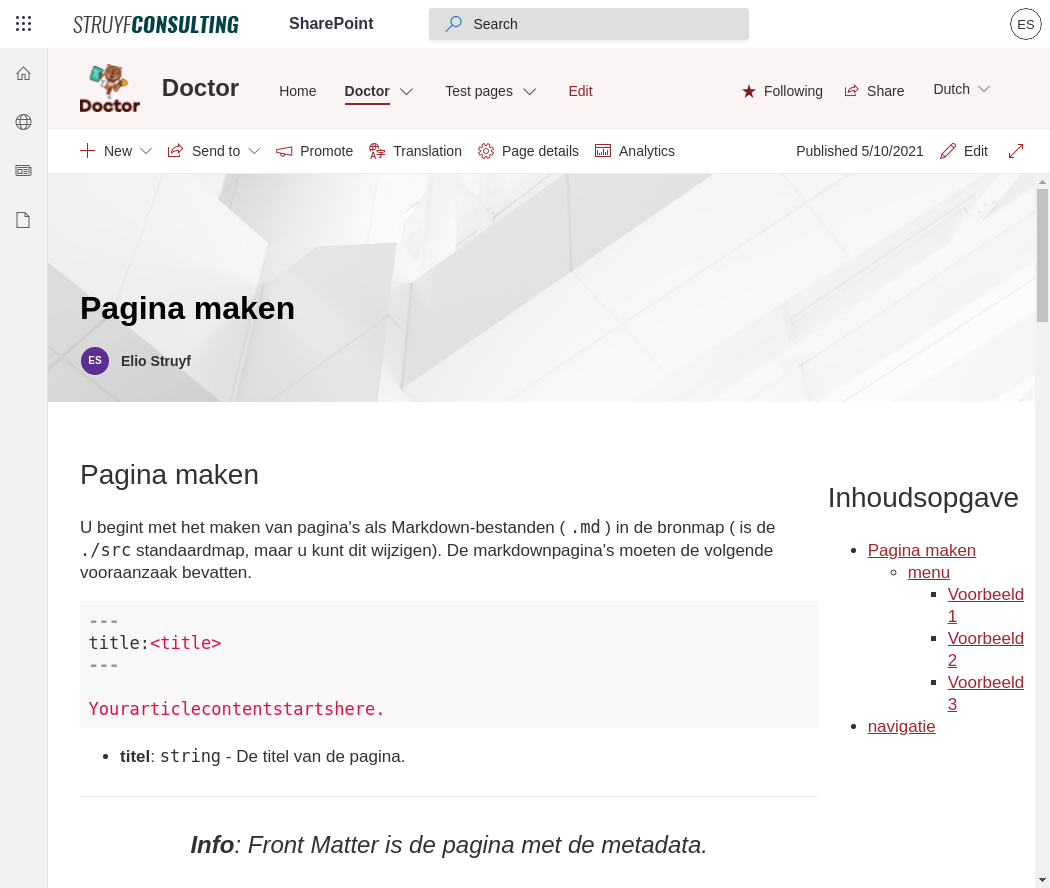 STRUYFCONSULTING SharePoint Search ES
Doctor Doctor Home Doctor Test pages Edit Following Share Dutch
New Send to Promote Translation Page details Analytics Published 5/10/2021 Edit
Pagina maken
ES Elio Struyf
Pagina maken
U begint met het maken van pagina's als Markdown-bestanden ( .md ) in de bronmap ( is de
./src standaardmap, maar u kunt dit wijzigen). De markdownpagina's moeten de volgende
vooraanzaak bevatten.
---
title:<title>
---
Yourarticlecontentstartshere.
• titel: string - De titel van de pagina.
Info: Front Matter is de pagina met de metadata.
Inhoudsopgave
• Pagina maken
◦ menu
▪ Voorbeeld
1
▪ Voorbeeld
2
▪ Voorbeeld
3
• navigatie